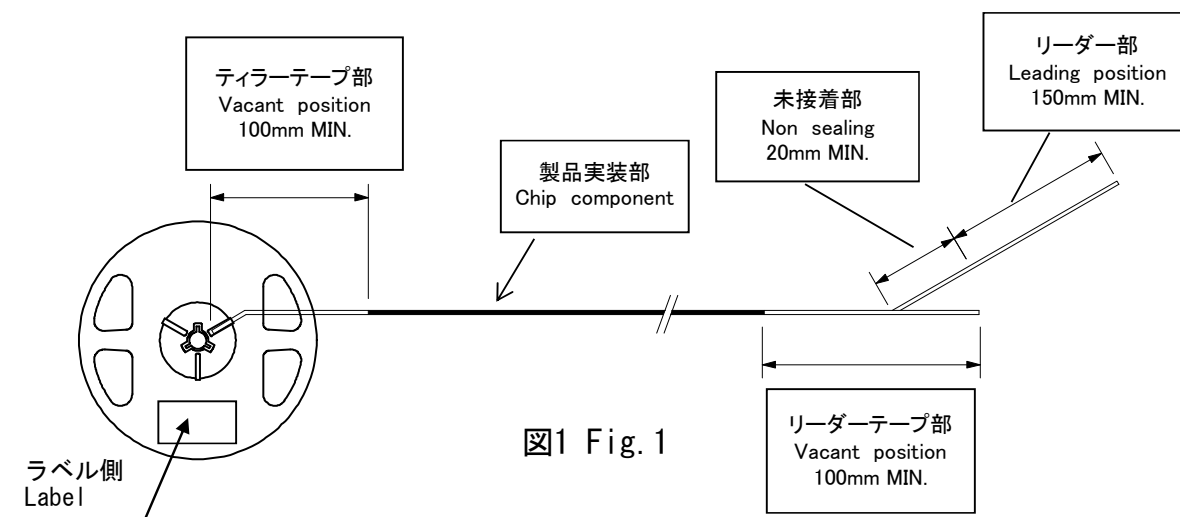 ティラーテープ部
Vacant position
100mm MIN.
製品実装部
Chip component
未接着部
Non sealing
20mm MIN.
リーダー部
Leading position
150mm MIN.
リーダーテープ部
Vacant position
100mm MIN.
図1 Fig.1
ラベル側
Label